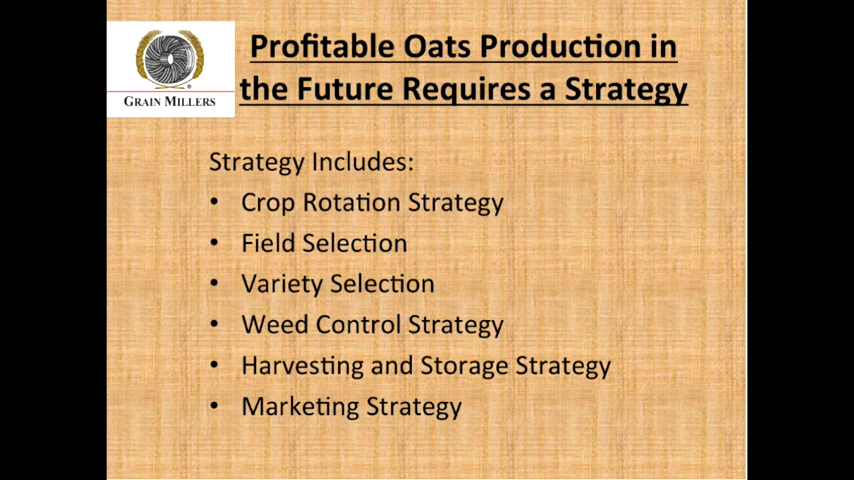 Profitable Oats Production in
the Future Requires a Strategy
GRAIN MILLERS
Strategy Includes:
• Crop Rotation Strategy
• Field Selection
• Variety Selection
• Weed Control Strategy
• Harvesting and Storage Strategy
• Marketing Strategy